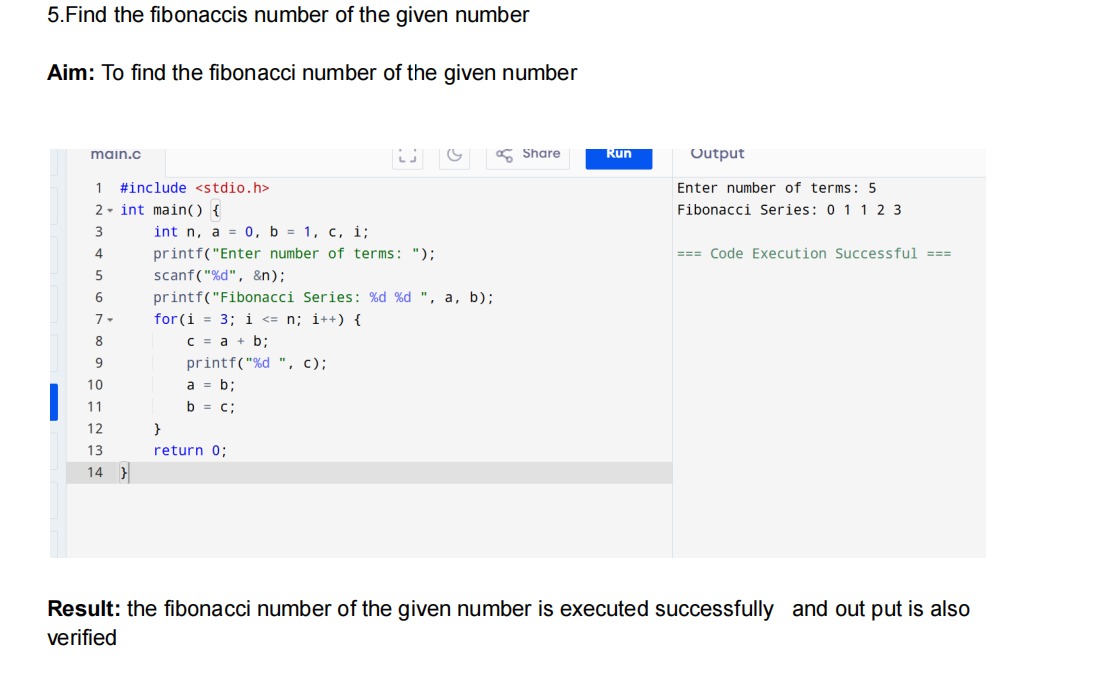 5.Find the fibonaccis number of the given number
Aim: To find the fibonacci number of the given number
main.c Share Run Output
1 #include <stdio.h>
2 int main() {
3 int n, a = 0, b = 1, c, i;
4 printf("Enter number of terms: ");
5 scanf("%d", &n);
6 printf("Fibonacci Series: %d %d ", a, b);
7 for(i = 3; i <= n; i++) {
8 c = a + b;
9 printf("%d ", c);
10 a = b;
11 b = c;
12 }
13 return 0;
14 }
Enter number of terms: 5
Fibonacci Series: 0 1 1 2 3
=== Code Execution Successful ===
Result: the fibonacci number of the given number is executed successfully and out put is also
verified